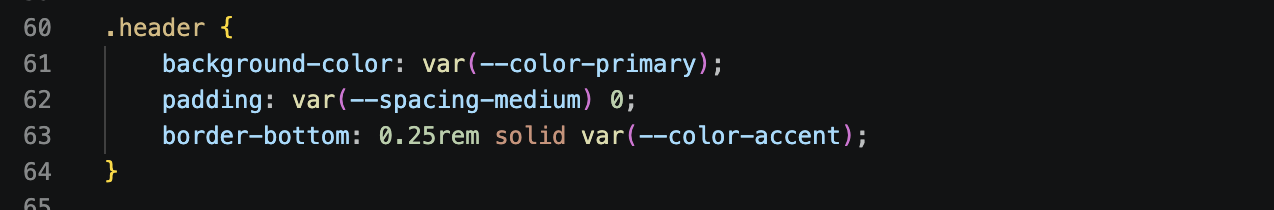 60 .header {
61 background-color: var(--color-primary);
62 padding: var(--spacing-medium) 0;
63 border-bottom: 0.25rem solid var(--color-accent);
64 }
65